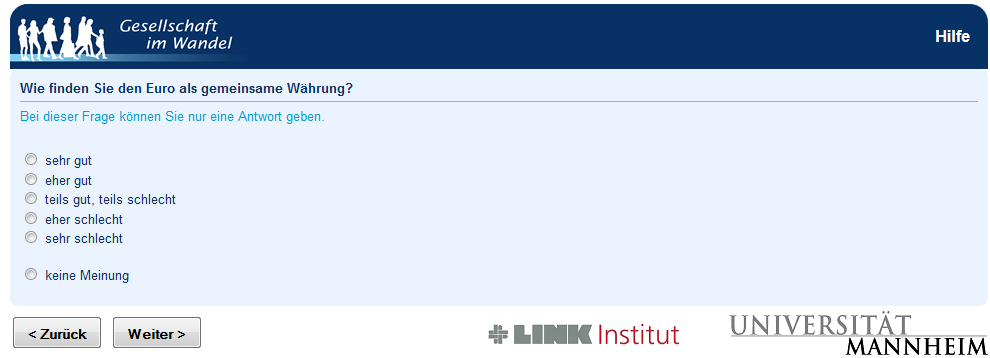 Gesellschaft
im Wandel
Hilfe
Wie finden Sie den Euro als gemeinsame Währung?
Bei dieser Frage können Sie nur eine Antwort geben.
sehr gut
eher gut
teils gut, teils schlecht
eher schlecht
sehr schlecht
keine Meinung
< Zurück
Weiter >
LINK Institut
UNIVERSITÄT
MANNHEIM